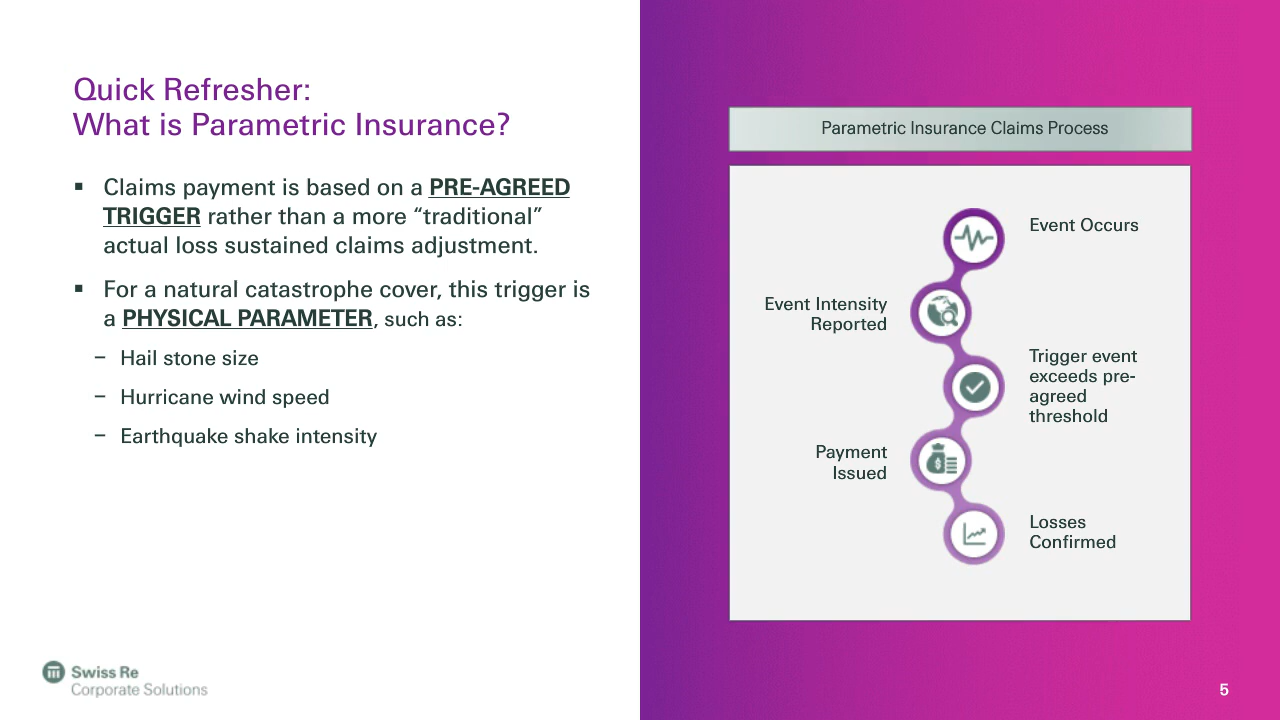 Quick Refresher:
What is Parametric Insurance?
▪ Claims payment is based on a PRE-AGREED
TRIGGER rather than a more “traditional”
actual loss sustained claims adjustment.
▪ For a natural catastrophe cover, this trigger is
a PHYSICAL PARAMETER, such as:
– Hail stone size
– Hurricane wind speed
– Earthquake shake intensity
Swiss Re
Corporate Solutions
Parametric Insurance Claims Process
Event Occurs
Event Intensity
Reported
Trigger event
exceeds pre-
agreed
threshold
Payment
Issued
Losses
Confirmed
5